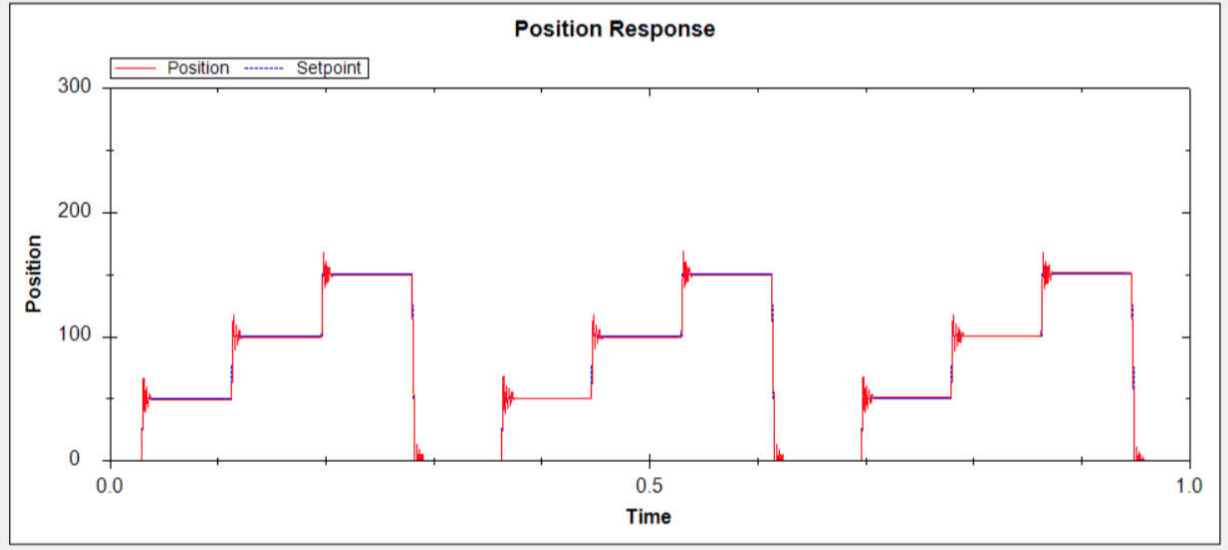 Position Response
Position Setpoint
300
200
100
0
Position
0.0 0.5 1.0
Time